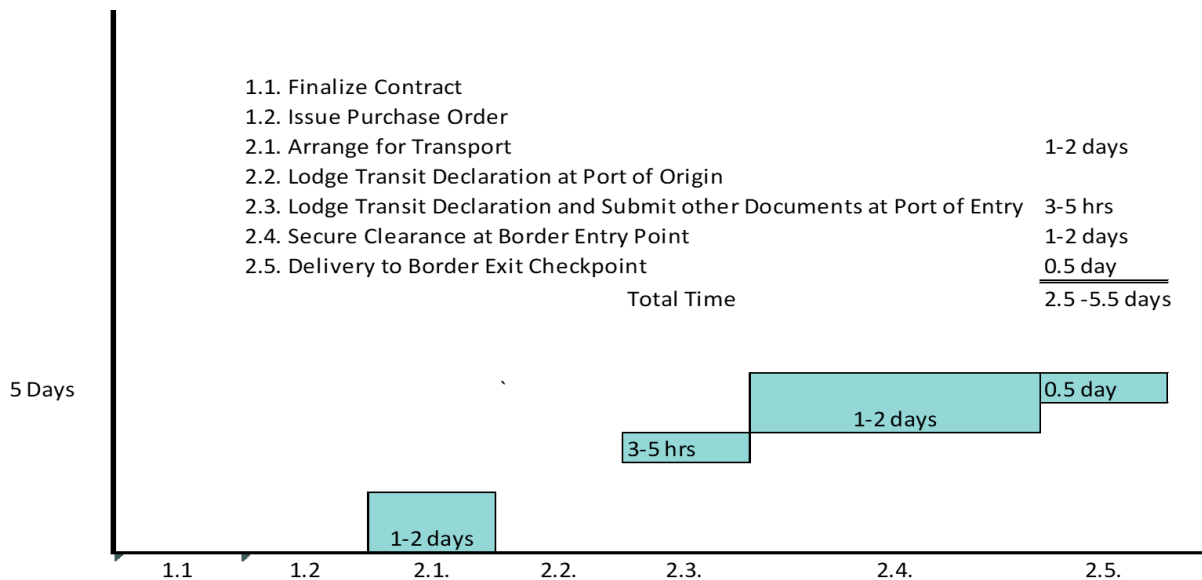 1.1. Finalize Contract
1.2. Issue Purchase Order
2.1. Arrange for Transport 1-2 days
2.2. Lodge Transit Declaration at Port of Origin
2.3. Lodge Transit Declaration and Submit other Documents at Port of Entry 3-5 hrs
2.4. Secure Clearance at Border Entry Point 1-2 days
2.5. Delivery to Border Exit Checkpoint 0.5 day
Total Time 2.5 -5.5 days
5 Days ` 0.5 day
1-2 days
3-5 hrs
1-2 days
1.1 1.2 2.1. 2.2. 2.3. 2.4. 2.5.